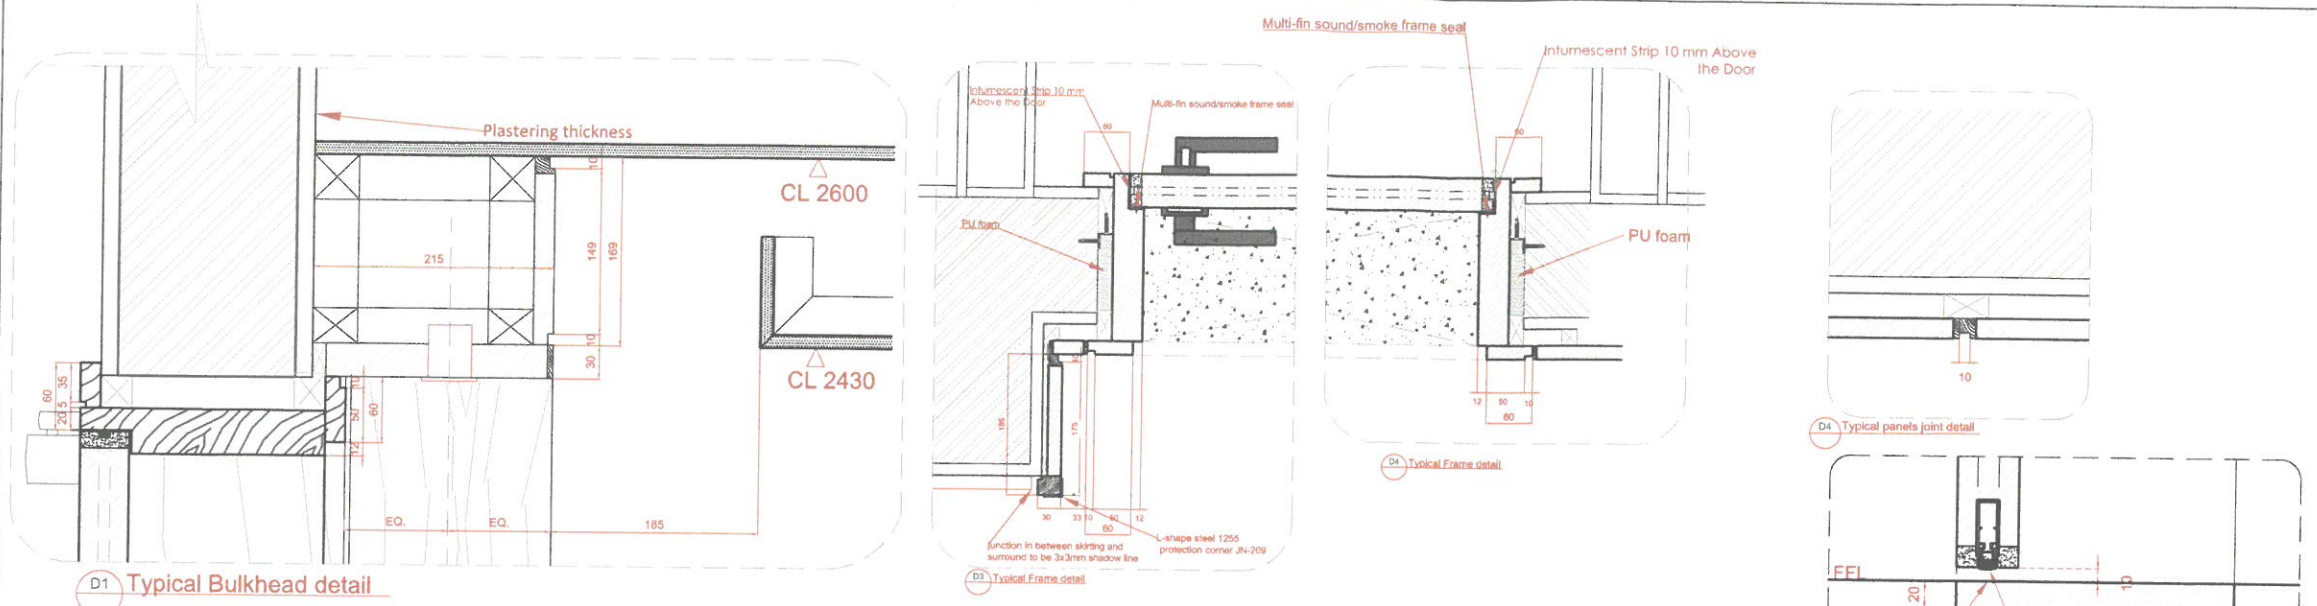 Multi-fin sound/smoke frame seal
Intumescent Strip 10 mm Above
the Door
Intumescent Strip 10 mm
Above the Door
Multi-fin sound/smoke frame seal
Plastering thickness
60
60
10
CL 2600
149
169
215
PU foam
PU foam
10
30
CL 2430
60
35
5
20
10
50
60
12
185
175
10
12
50
10
60
EQ.
EQ.
185
30
33
10
50
12
60
L-shape steel 1255
protection corner JN-209
Junction in between skirting and
surround to be 3x3mm shadow line
D1
Typical Bulkhead detail
D3
Typical Frame detail
D4
Typical Frame detail
D4
Typical panels joint detail
FFL
10
20